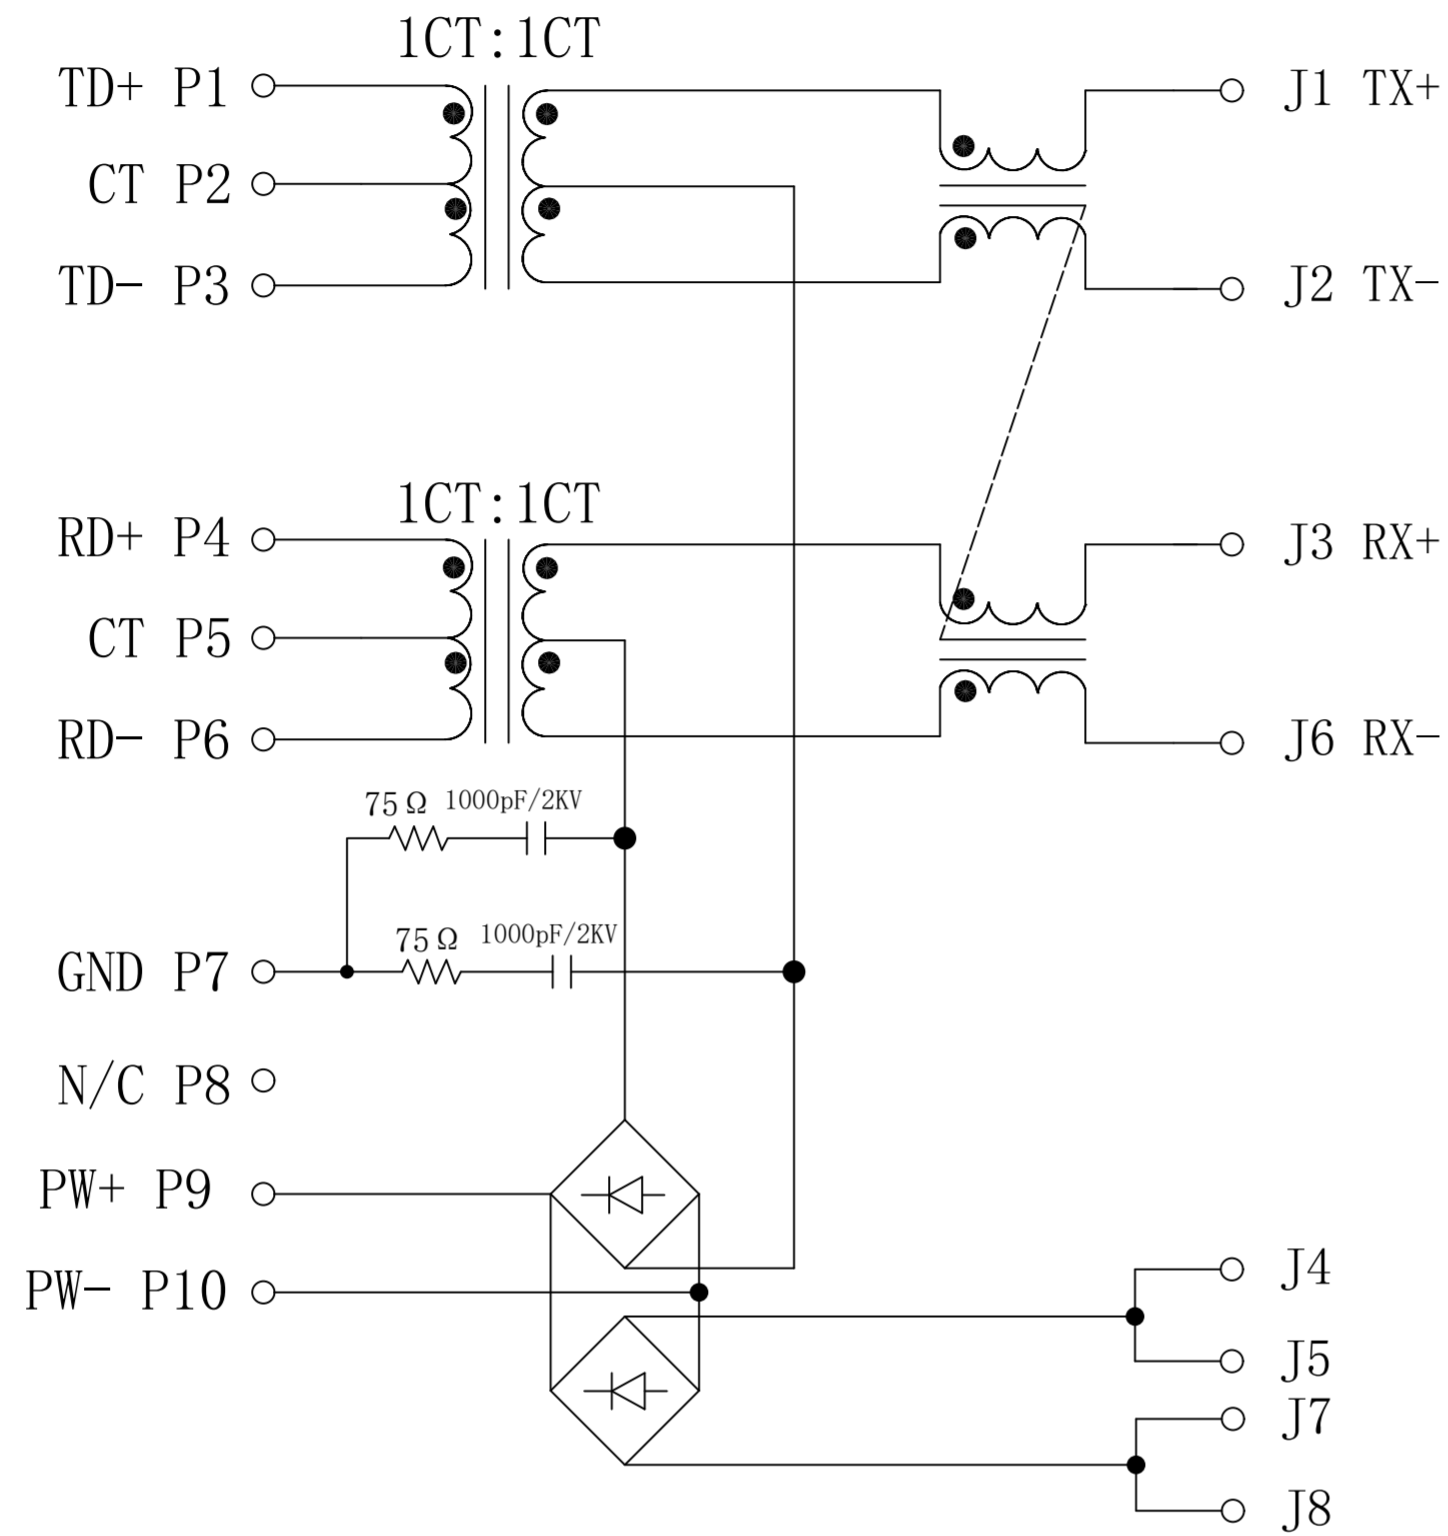 1CT:1CT
TD+ P1
J1 TX+
CT P2
TD- P3
J2 TX-
1CT:1CT
RD+ P4
J3 RX+
CT P5
RD- P6
J6 RX-
75Ω 1000pF/2KV
75Ω 1000pF/2KV
GND P7
N/C P8
PW+ P9
J4
PW- P10
J5
J7
J8